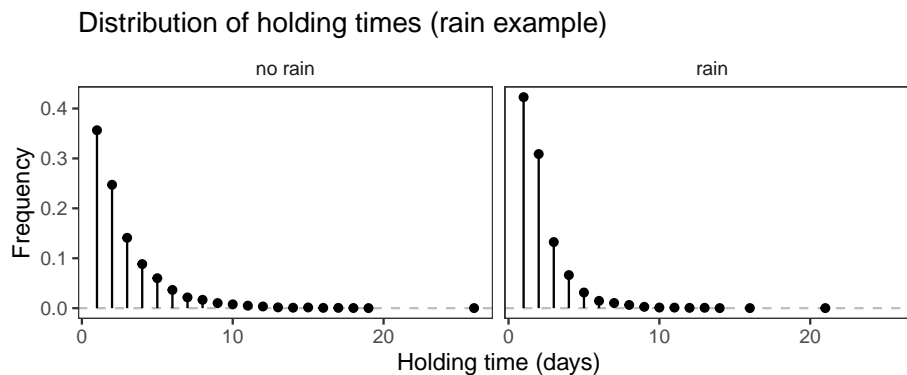 Distribution of holding times (rain example)
no rain
rain
Frequency
0.4
0.3
0.2
0.1
0.0
0
10
20
0
10
20
Holding time (days)